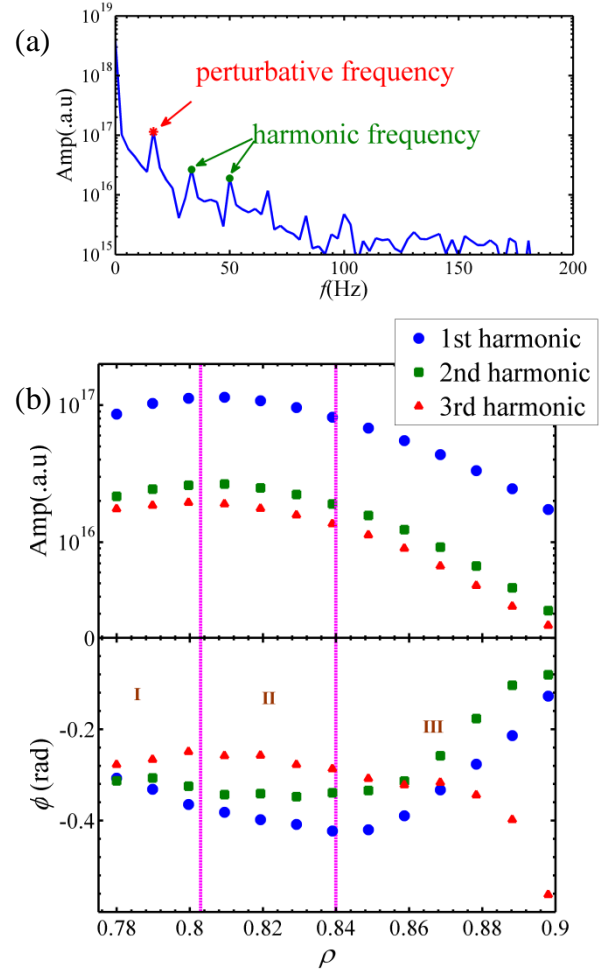 (a)
Amp(.a.u)
10^19
10^18
10^17
10^16
10^15
perturbative frequency
harmonic frequency
0 50 100 150 200
f(Hz)
1st harmonic
2nd harmonic
3rd harmonic
(b)
Amp(.a.u)
10^17
10^16
0
I II III
ϕ (rad)
-0.2
-0.4
0.78 0.8 0.82 0.84 0.86 0.88 0.9
ρ